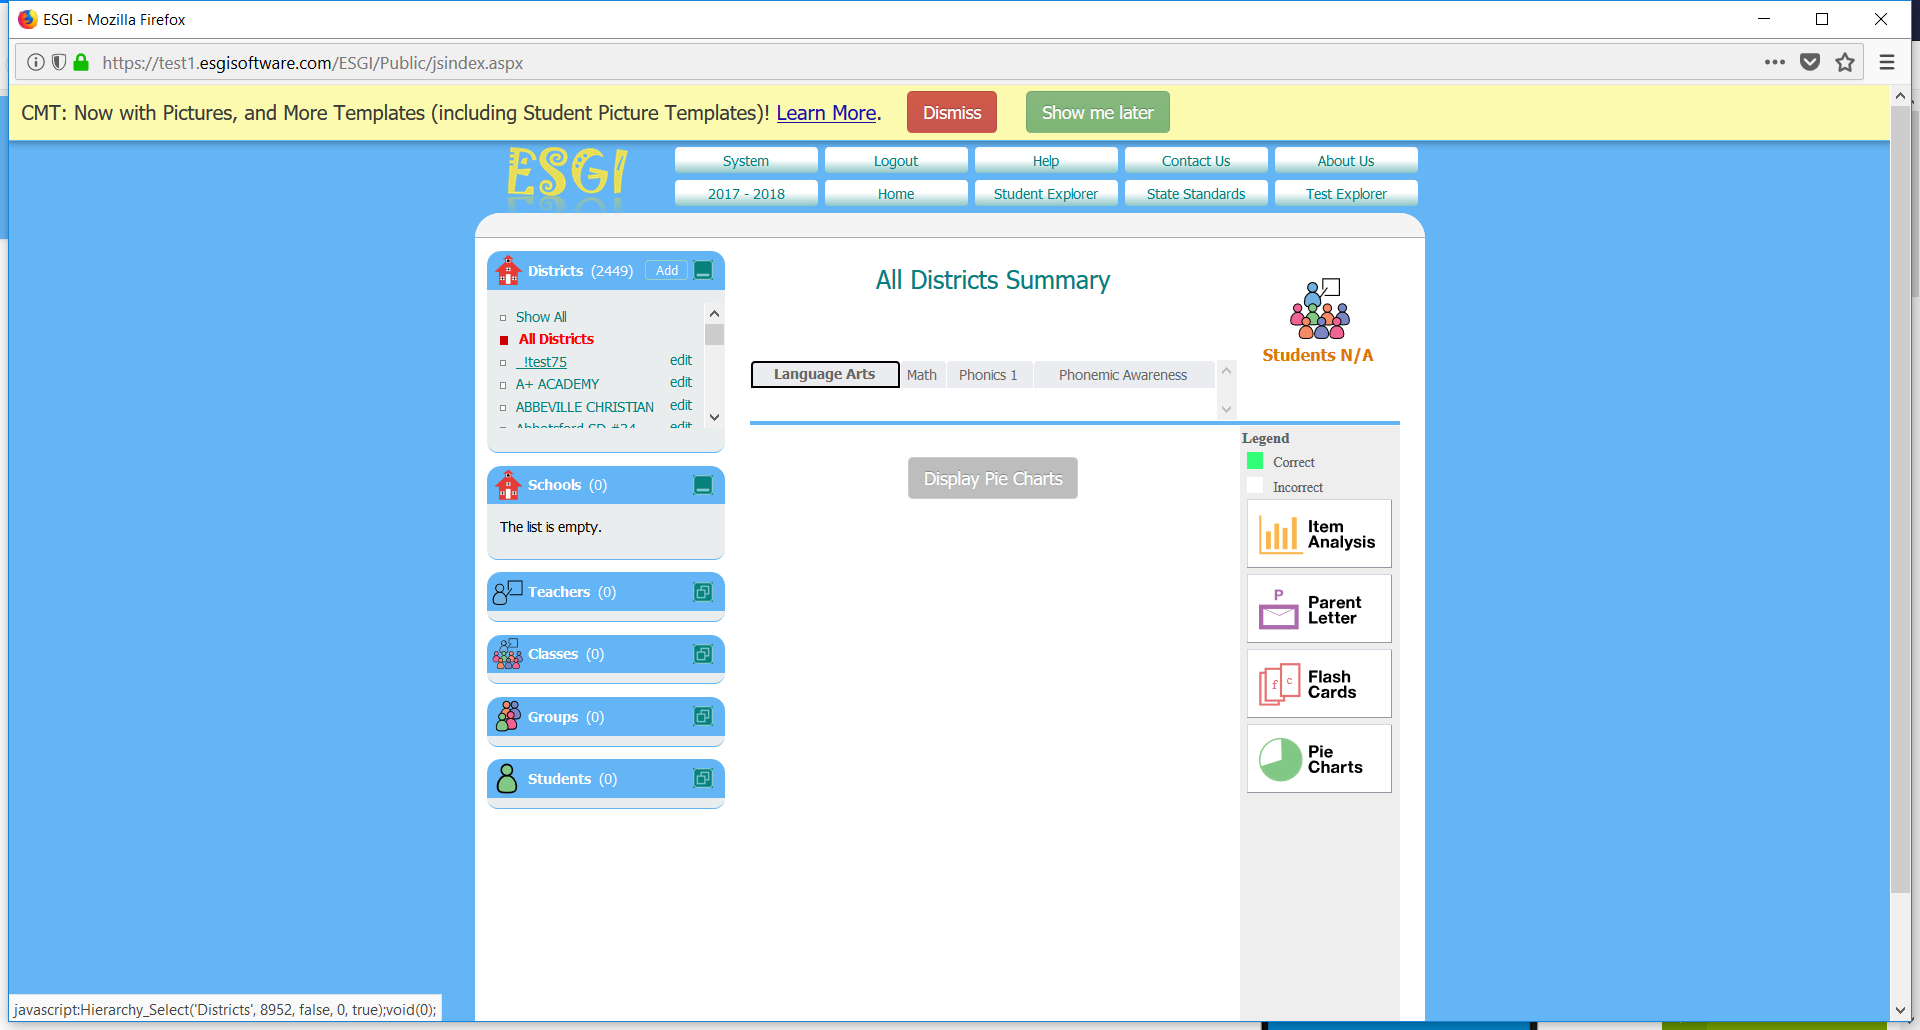 ESGI - Mozilla Firefox
https://test1.esgisoftware.com/ESGI/Public/jsindex.aspx
CMT: Now with Pictures, and More Templates (including Student Picture Templates)! Learn More. Dismiss Show me later
ESGI
System Logout Help Contact Us About Us
2017 - 2018 Home Student Explorer State Standards Test Explorer
Districts (2449) Add
Show All
All Districts
_!test75 edit
A+ ACADEMY edit
ABBEVILLE CHRISTIAN edit
Abbotsford SD #34 edit
Schools (0)
The list is empty.
Teachers (0)
Classes (0)
Groups (0)
Students (0)
All Districts Summary
Students N/A
Language Arts Math Phonics 1 Phonemic Awareness
Display Pie Charts
Legend
Correct
Incorrect
Item
Analysis
P
Parent
Letter
f c
Flash
Cards
Pie
Charts
javascript:Hierarchy_Select('Districts', 8952, false, 0, true);void(0);